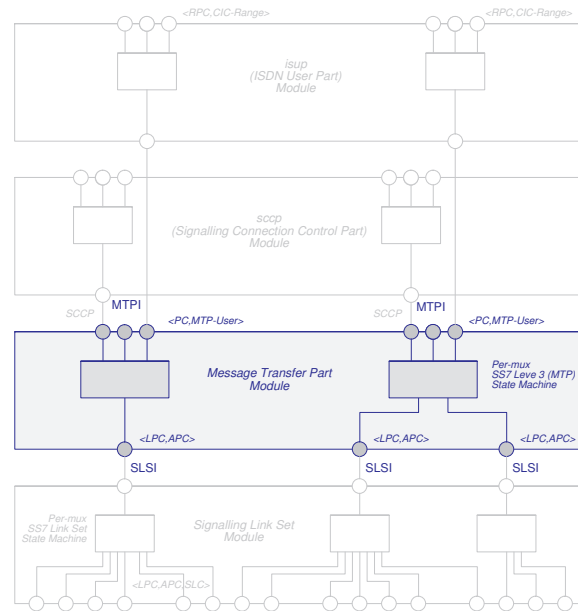 <RPC,CIC-Range> <RPC,CIC-Range>
isup
(ISDN User Part)
Module
sccp
(Signalling Connection Control Part)
Module
SCCP MTPI <PC,MTP-User> SCCP MTPI <PC,MTP-User>
Message Transfer Part
Module
Per-mux
SS7 Leve 3 (MTP)
State Machine
<LPC,APC> <LPC,APC> <LPC,APC>
SLSI SLSI SLSI
Per-mux
SS7 Link Set
State Machine
Signalling Link Set
Module
<LPC,APC,SLC>